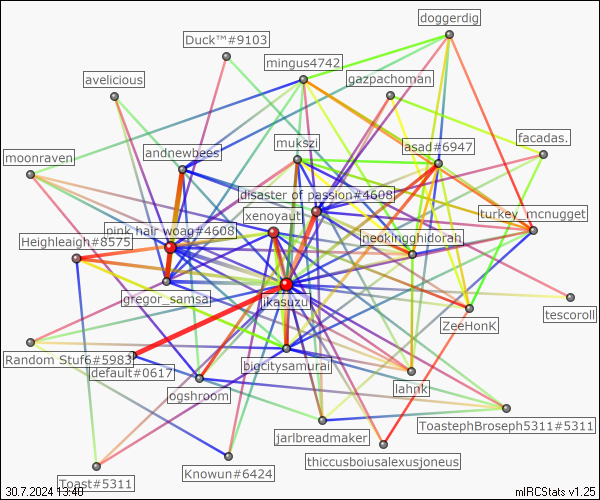 doggerdig
Duck™#9103
mingus4742
gazpachoman
avelicious
mukszi
asad#6947
facadas.
moonraven
andnewbees
disaster of passion#4608
turkey_mcnugget
xenoyaut
pink hair woag#4608
neokingghidorah
Heighleaigh#8575
gregor_samsa
ikasuzu
tescoroll
ZeeHonK
Random Stuf6#5983
default#0617
bigcitysamurai
ogshroom
lahnk
ToastephBroseph5311#5311
jarlbreadmaker
thiccusboiusalexusjoneus
Knowun#6424
Toast#5311
30.7.2024 13:40
mIRCStats v1.25